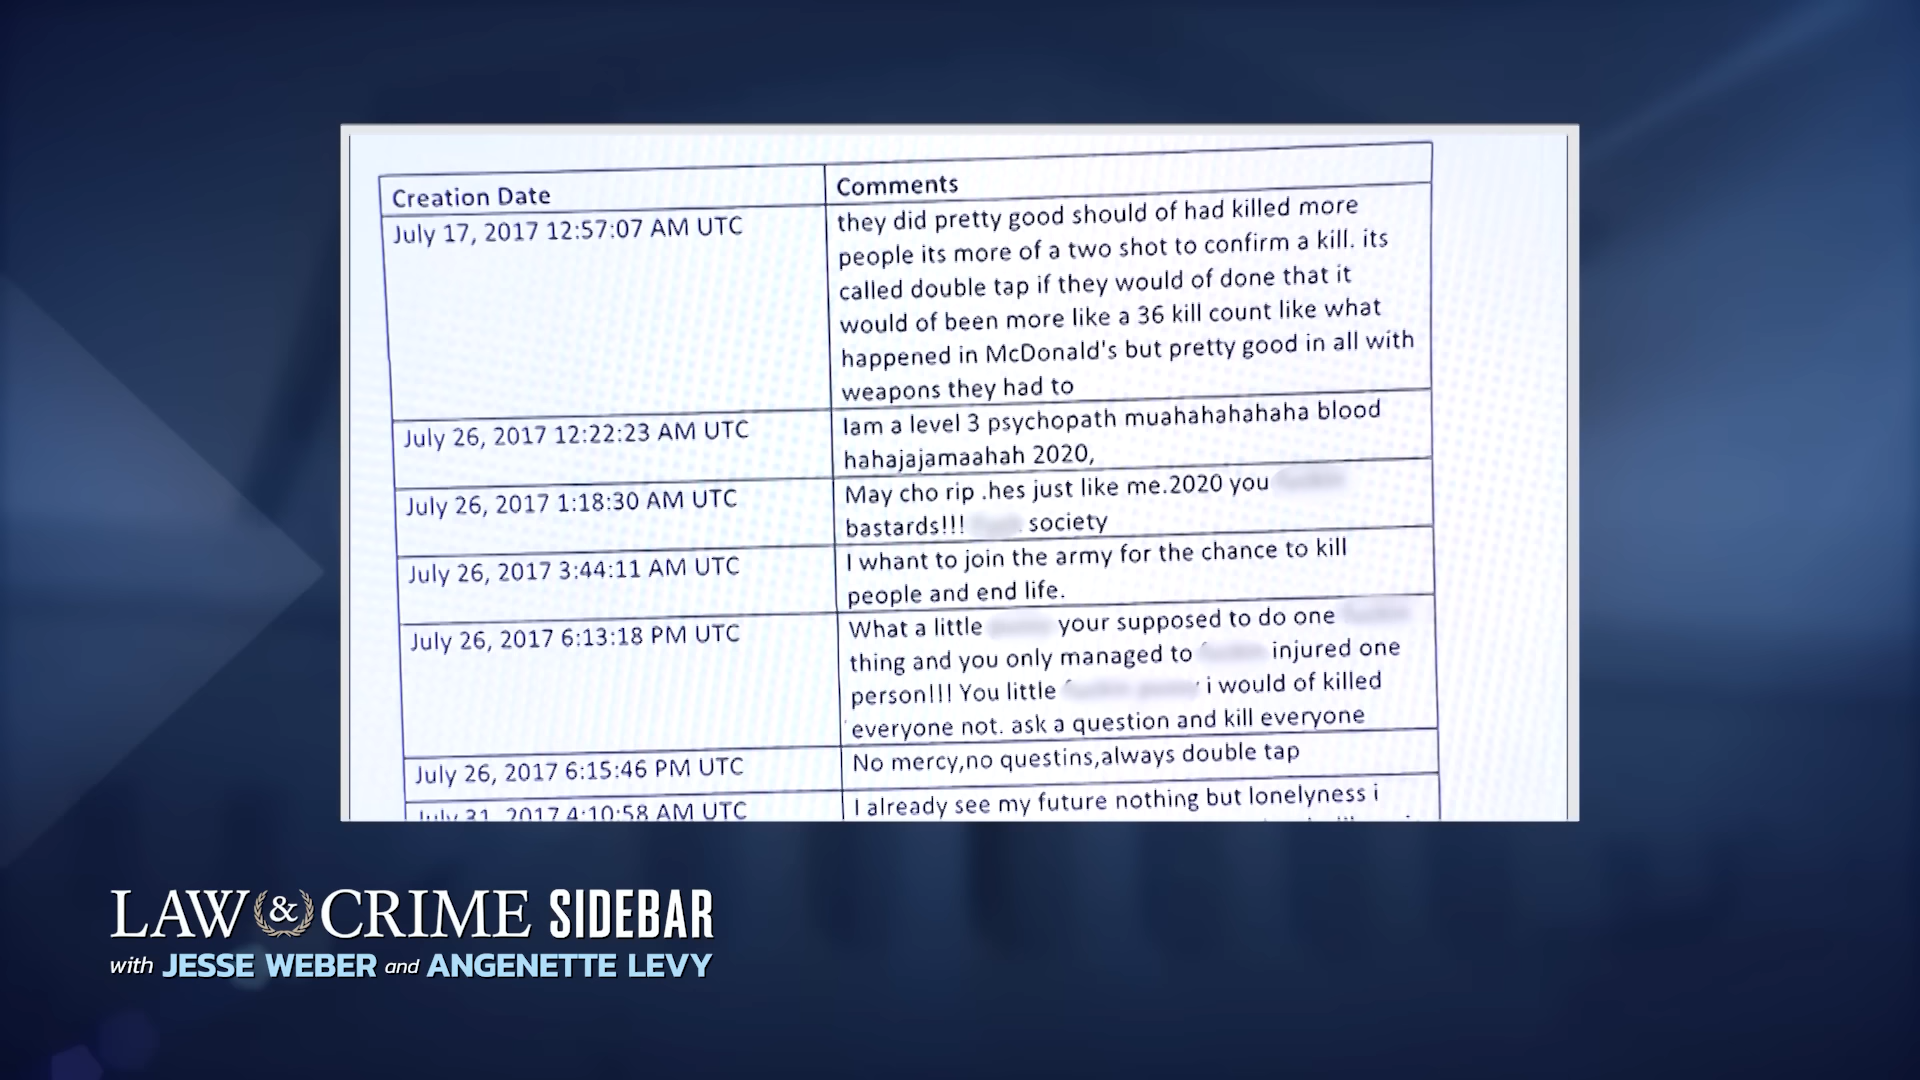 Creation Date
Comments
July 17, 2017 12:57:07 AM UTC
they did pretty good should of had killed more
people its more of a two shot to confirm a kill. its
called double tap if they would of done that it
would of been more like a 36 kill count like what
happened in McDonald's but pretty good in all with
weapons they had to
July 26, 2017 12:22:23 AM UTC
Iam a level 3 psychopath muahahahahaha blood
hahajajamaahah 2020,
July 26, 2017 1:18:30 AM UTC
May cho rip .hes just like me.2020 you
bastards!!! society
July 26, 2017 3:44:11 AM UTC
I whant to join the army for the chance to kill
people and end life.
July 26, 2017 6:13:18 PM UTC
What a little your supposed to do one
thing and you only managed to injured one
person!!! You little i would of killed
everyone not. ask a question and kill everyone
July 26, 2017 6:15:46 PM UTC
No mercy,no questins,always double tap
July 31, 2017 4:10:58 AM UTC
I already see my future nothing but lonelyness i
LAW & CRIME SIDEBAR
with JESSE WEBER and ANGENETTE LEVY